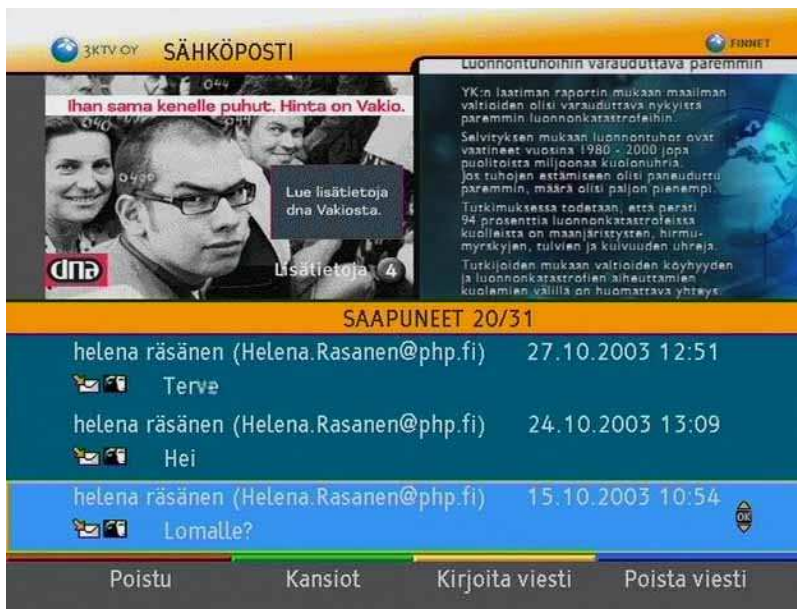 3KTV OY SÄHKÖPOSTI
FINNET
044
Ihan sama kenelle puhut. Hinta on Vakio.
040
0400
Lue lisätietoja
dna Vakiosta.
dna
Lisätietoja 4
Luonnontuhoihin varauduttava paremmin
YK:n laatiman raportin mukaan maailman
valtioiden olisi varauduttava nykyistä
paremmin luonnonkatastrofeihin.
Selvityksen mukaan luonnontuhot ovat
vaatineet vuosina 1980 - 2000 jopa
puolitoista miljoonaa kuolonuhria.
Jos tuhojen estämiseen olisi paneuduttu
paremmin, määrä olisi paljon pienempi.
Tutkimuksessa todetaan, että peräti
94 prosenttia luonnonkatastrofeissa
kuolleista on maanjäristysten, hirmu-
myrskyjen, tulvien ja kuivuuden uhreja.
Tutkijoiden mukaan valtioiden köyhyyden
ja luonnonkatastrofien aiheuttamien
kuolemien välillä on huomattava yhteys.
SAAPUNEET 20/31
helena räsänen (Helena.Rasanen@php.fi) 27.10.2003 12:51
Terve
helena räsänen (Helena.Rasanen@php.fi) 24.10.2003 13:09
Hei
helena räsänen (Helena.Rasanen@php.fi) 15.10.2003 10:54
OK
Lomalle?
Poistu Kansiot Kirjoita viesti Poista viesti